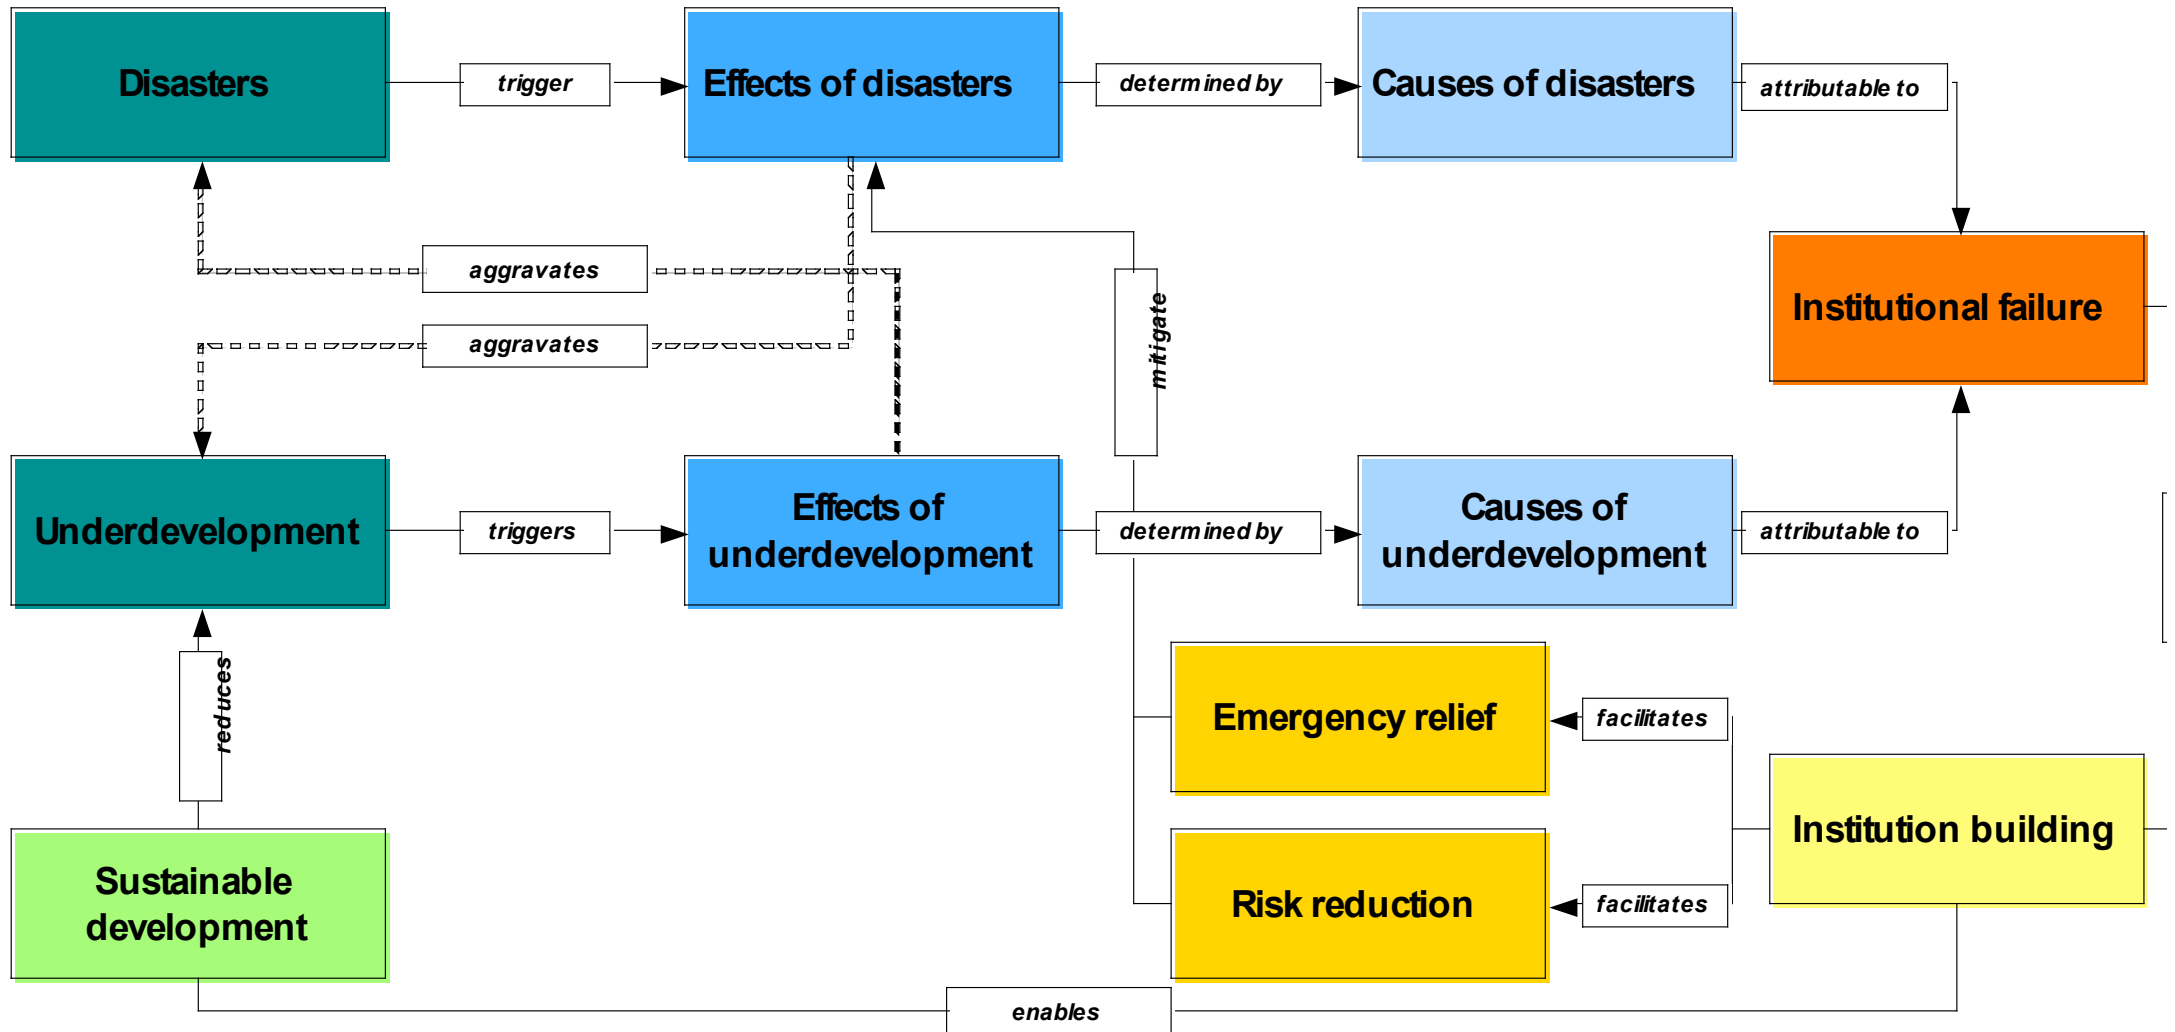 Disasters
trigger
Effects of disasters
determined by
Causes of disasters
attributable to
aggravates
aggravates
mitigate
Institutional failure
Underdevelopment
triggers
Effects of
underdevelopment
determined by
Causes of
underdevelopment
attributable to
reduces
Emergency relief
facilitates
Institution building
Sustainable
development
Risk reduction
facilitates
enables